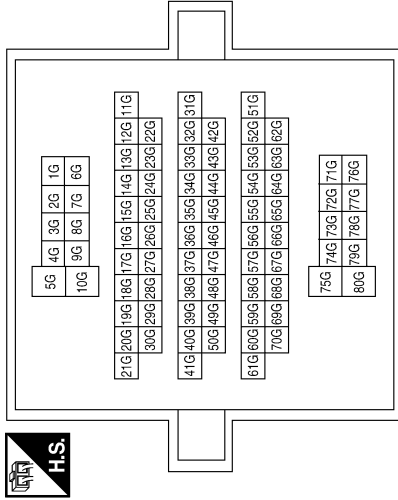 H.S.
5G 4G 3G 2G 1G
10G 9G 8G 7G 6G
21G 20G 19G 18G 17G 16G 15G 14G 13G 12G 11G
30G 29G 28G 27G 26G 25G 24G 23G 22G
41G 40G 39G 38G 37G 36G 35G 34G 33G 32G 31G
50G 49G 48G 47G 46G 45G 44G 43G 42G
61G 60G 59G 58G 57G 56G 55G 54G 53G 52G 51G
70G 69G 68G 67G 66G 65G 64G 63G 62G
75G 74G 73G 72G 71G
80G 79G 78G 77G 76G